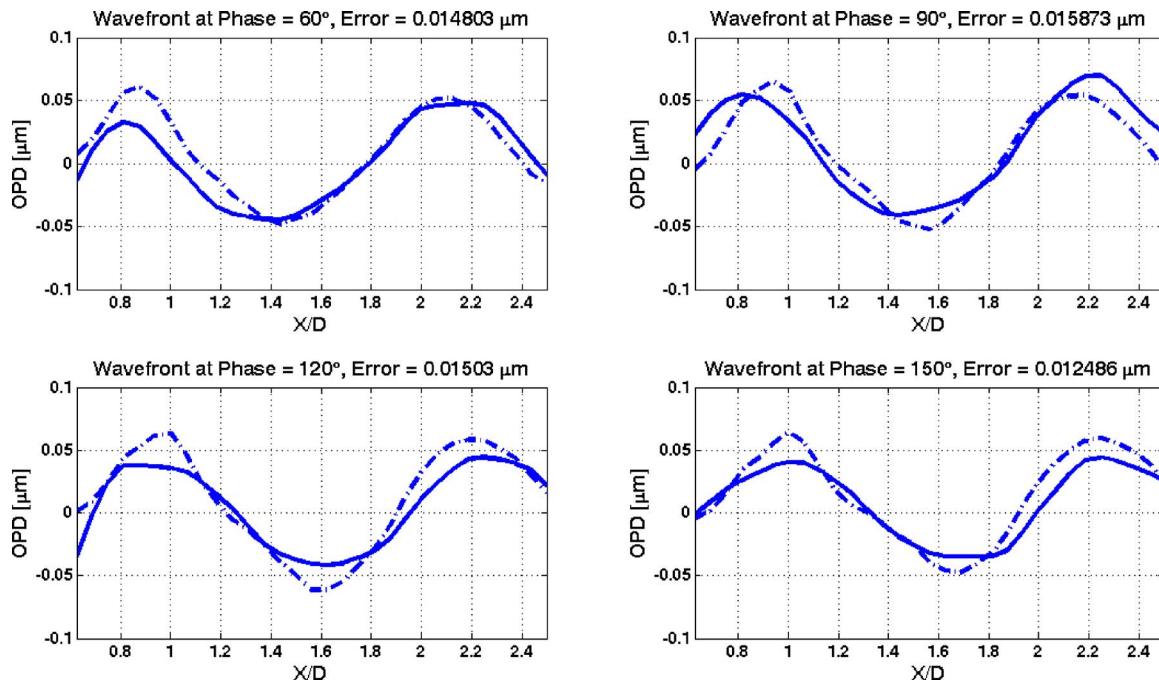 Wavefront at Phase = 60°, Error = 0.014803 μm
0.1
0.05
0
-0.05
-0.1
OPD [μm]
0.8 1 1.2 1.4 1.6 1.8 2 2.2 2.4
X/D
Wavefront at Phase = 90°, Error = 0.015873 μm
0.1
0.05
0
-0.05
-0.1
OPD [μm]
0.8 1 1.2 1.4 1.6 1.8 2 2.2 2.4
X/D
Wavefront at Phase = 120°, Error = 0.01503 μm
0.1
0.05
0
-0.05
-0.1
OPD [μm]
0.8 1 1.2 1.4 1.6 1.8 2 2.2 2.4
X/D
Wavefront at Phase = 150°, Error = 0.012486 μm
0.1
0.05
0
-0.05
-0.1
OPD [μm]
0.8 1 1.2 1.4 1.6 1.8 2 2.2 2.4
X/D